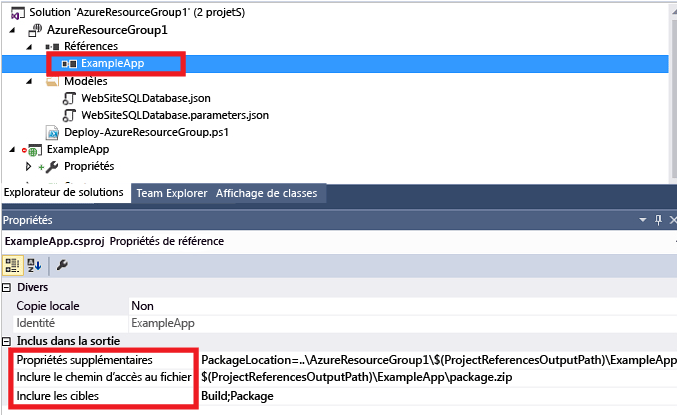 Solution 'AzureResourceGroup1' (2 projetS)
AzureResourceGroup1
Références
ExampleApp
Modèles
WebSiteSQLDatabase.json
WebSiteSQLDatabase.parameters.json
Deploy-AzureResourceGroup.ps1
ExampleApp
Propriétés
Explorateur de solutions Team Explorer Affichage de classes
Propriétés
ExampleApp.csproj Propriétés de référence
Divers
Copie locale Non
Identité ExampleApp
Inclus dans la sortie
Propriétés supplémentaires PackageLocation=..\AzureResourceGroup1\$(ProjectReferencesOutputPath)\ExampleApp
Inclure le chemin d'accès au fichier $(ProjectReferencesOutputPath)\ExampleApp\package.zip
Inclure les cibles Build;Package